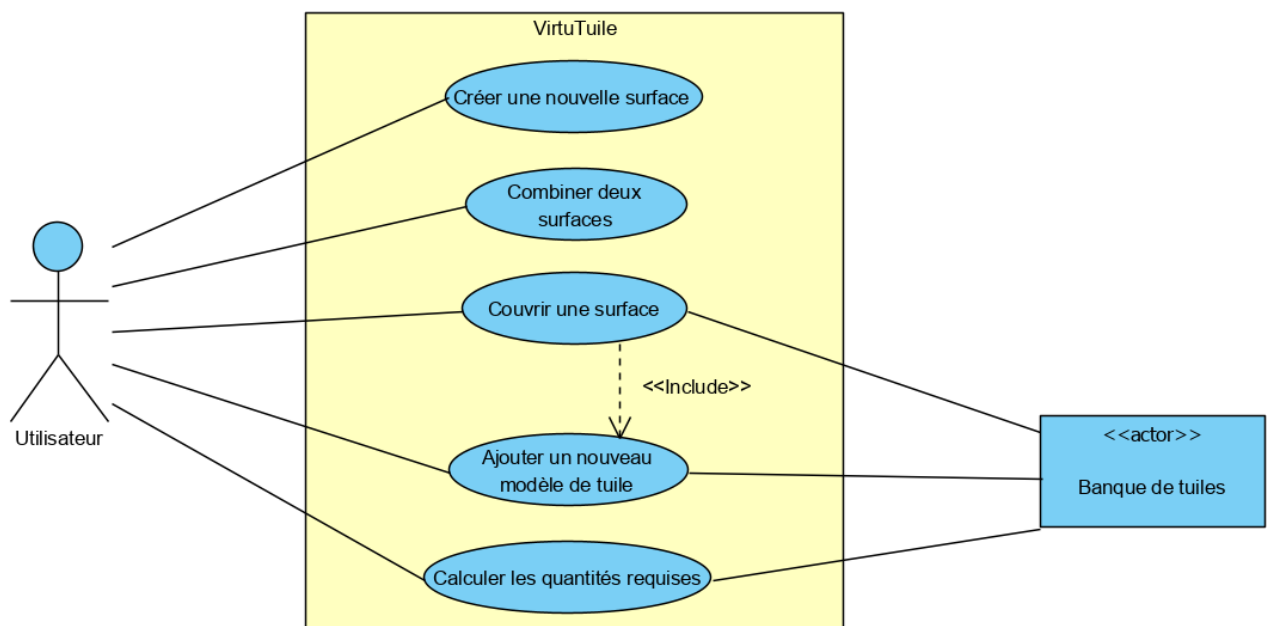 VirtuTuile
Créer une nouvelle surface
Combiner deux
surfaces
Couvrir une surface
<<Include>>
Utilisateur
<<actor>>
Ajouter un nouveau
modèle de tuile
Banque de tuiles
Calculer les quantités requises